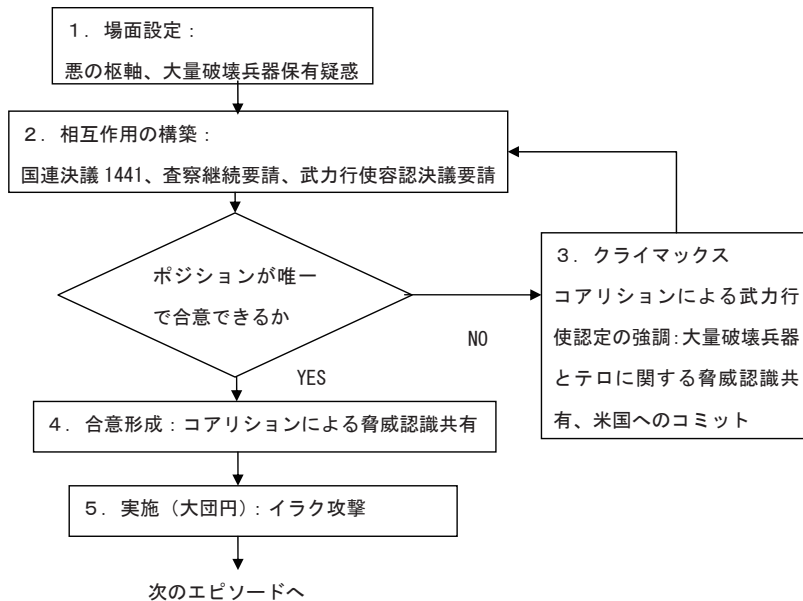 １．場面設定：
悪の枢軸、大量破壊兵器保有疑惑
２．相互作用の構築：
国連決議1441、査察継続要請、武力行使容認決議要請
ポジションが唯一
で合意できるか
NO
YES
３．クライマックス
コアリションによる武力行
使認定の強調：大量破壊兵器
とテロに関する脅威認識共
有、米国へのコミット
４．合意形成：コアリションによる脅威認識共有
５．実施（大団円）：イラク攻撃
次のエピソードへ